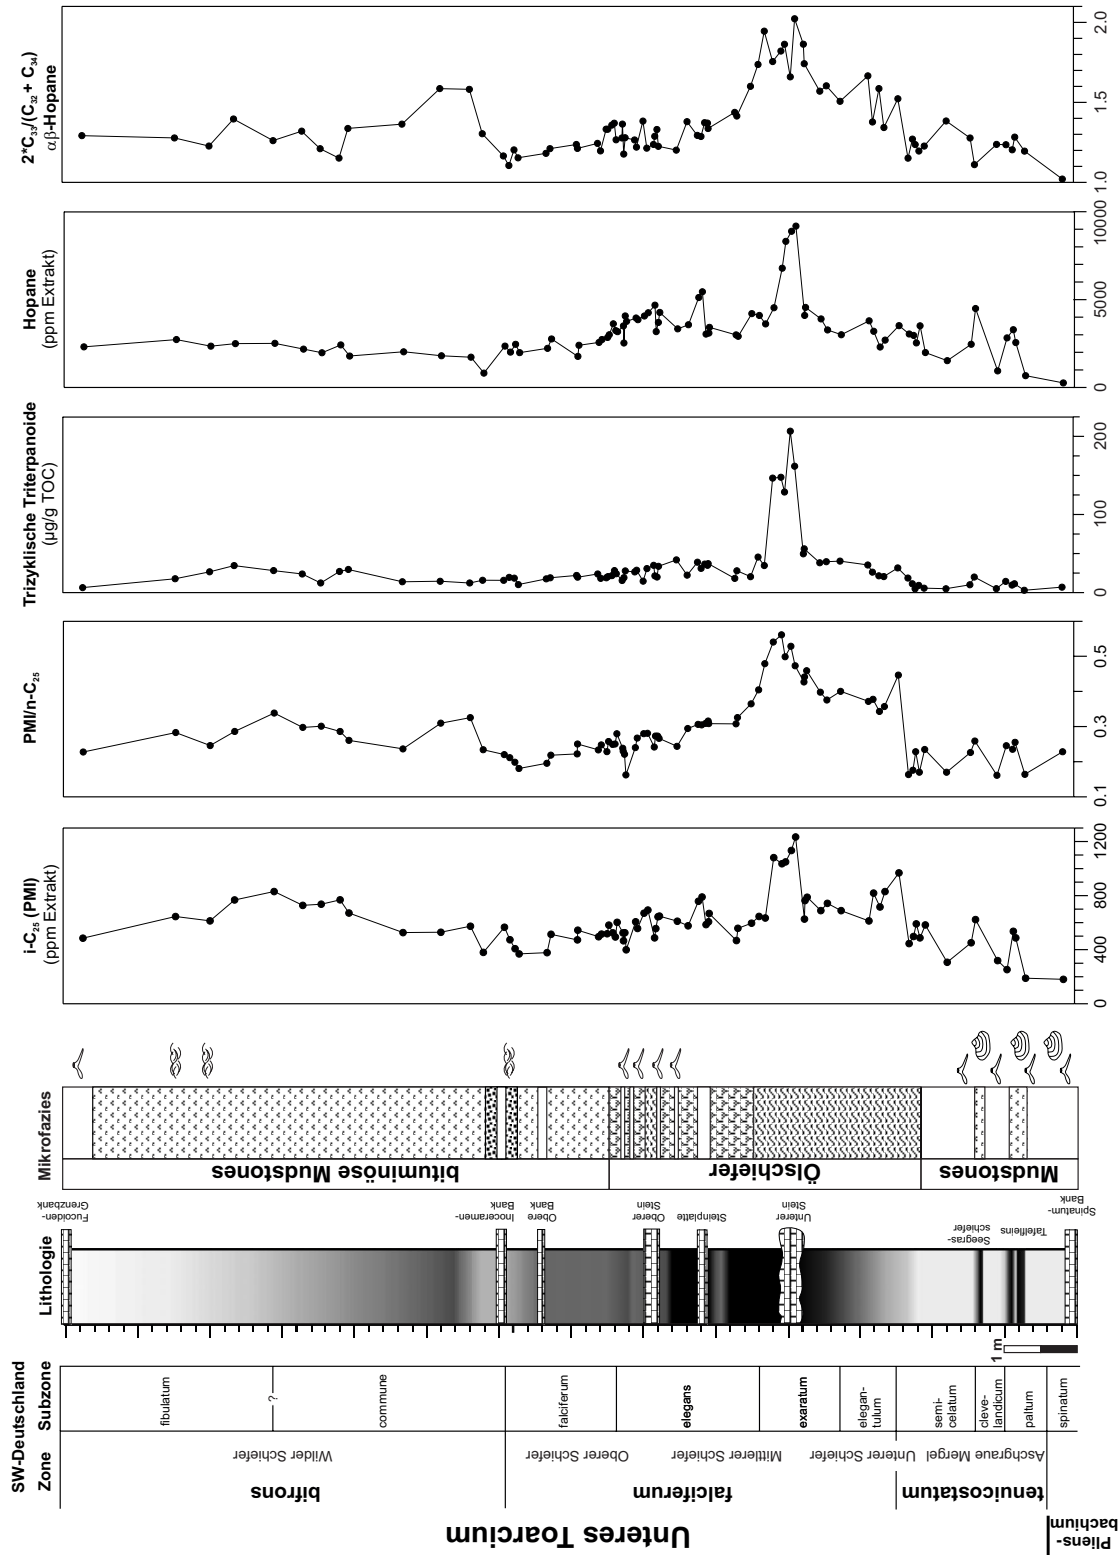 SW-Deutschland
Zone
Subzone
Lithologie
Mikrofazies
i-C₂₅ (PMI)
(ppm Extrakt)
PMI/n-C₂₅
Trizyklische Triterpanoide
(µg/g TOC)
Hopane
(ppm Extrakt)
2*C₃₃/(C₃₂ + C₃₄)
αβ-Hopane
Unteres Toarcium
Pliens-
bachium
bifrons
falciferum
tenuicostatum
Wilder Schiefer
Oberer Schiefer
Mittlerer Schiefer
Unterer Schiefer
Aschgraue Mergel
fibulatum
?
commune
falciferum
elegans
exaratum
elegan-
tulum
semi-
celatum
cleve-
landicum
paltum
spinatum
1 m
Fucoiden-
Grenzbank
Inoceramen-
Bank
Obere
Bank
Oberer
Stein
Steinplatte
Unterer
Stein
Seegras-
schiefer
Tafelfleins
Spinatum-
Bank
bituminöse Mudstones
Ölschiefer
Mudstones
400
800
1200
0
0.1
0.3
0.5
0
100
200
0
5000
10000
1.0
1.5
2.0